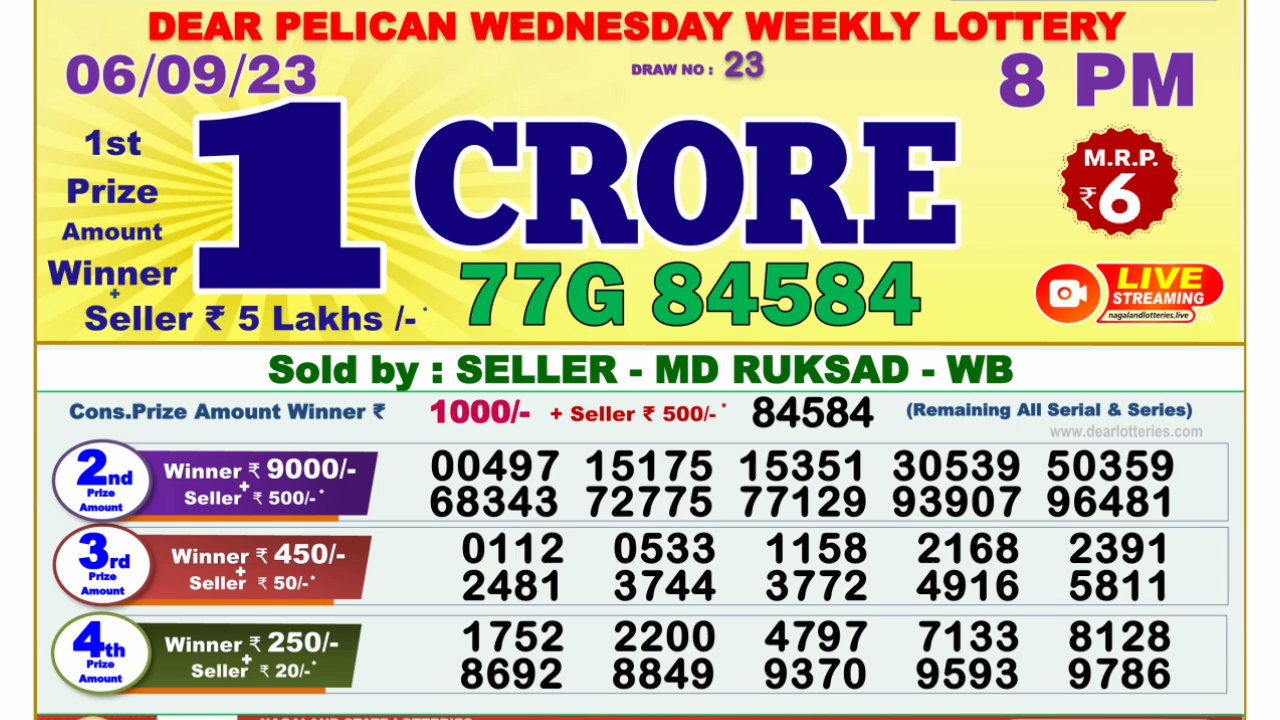 DEAR PELICAN WEDNESDAY WEEKLY LOTTERY
06/09/23
DRAW NO : 23
8 PM
1st
Prize
Amount
Winner
+
Seller ₹ 5 Lakhs /-*
1 CRORE
77G 84584
M.R.P.
₹6
LIVE
STREAMING
nagalandlotteries.live
Sold by : SELLER - MD RUKSAD - WB
Cons.Prize Amount Winner ₹ 1000/- + Seller ₹ 500/-* 84584 (Remaining All Serial & Series)
www.dearlotteries.com
2nd
Prize
Amount
Winner ₹ 9000/-
+
Seller ₹ 500/-*
00497 15175 15351 30539 50359
68343 72775 77129 93907 96481
3rd
Prize
Amount
Winner ₹ 450/-
+
Seller ₹ 50/-*
0112 0533 1158 2168 2391
2481 3744 3772 4916 5811
4th
Prize
Amount
Winner ₹ 250/-
+
Seller ₹ 20/-*
1752 2200 4797 7133 8128
8692 8849 9370 9593 9786
NAGALAND STATE LOTTERIES